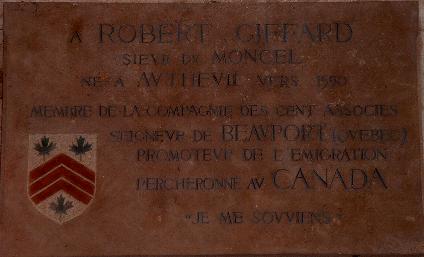 A ROBERT GIFFARD
SIEVR DV MONCEL
NÉ A AVTHEVIL VERS 1590
MEMBRE DE LA COMPAGNIE DES CENT ASSOCIES
SEIGNEVR DE BEAVPORT (QVEBEC)
PROMOTEVR DE L'EMIGRATION
PERCHERONNE AV CANADA
"JE ME SOVVIENS"